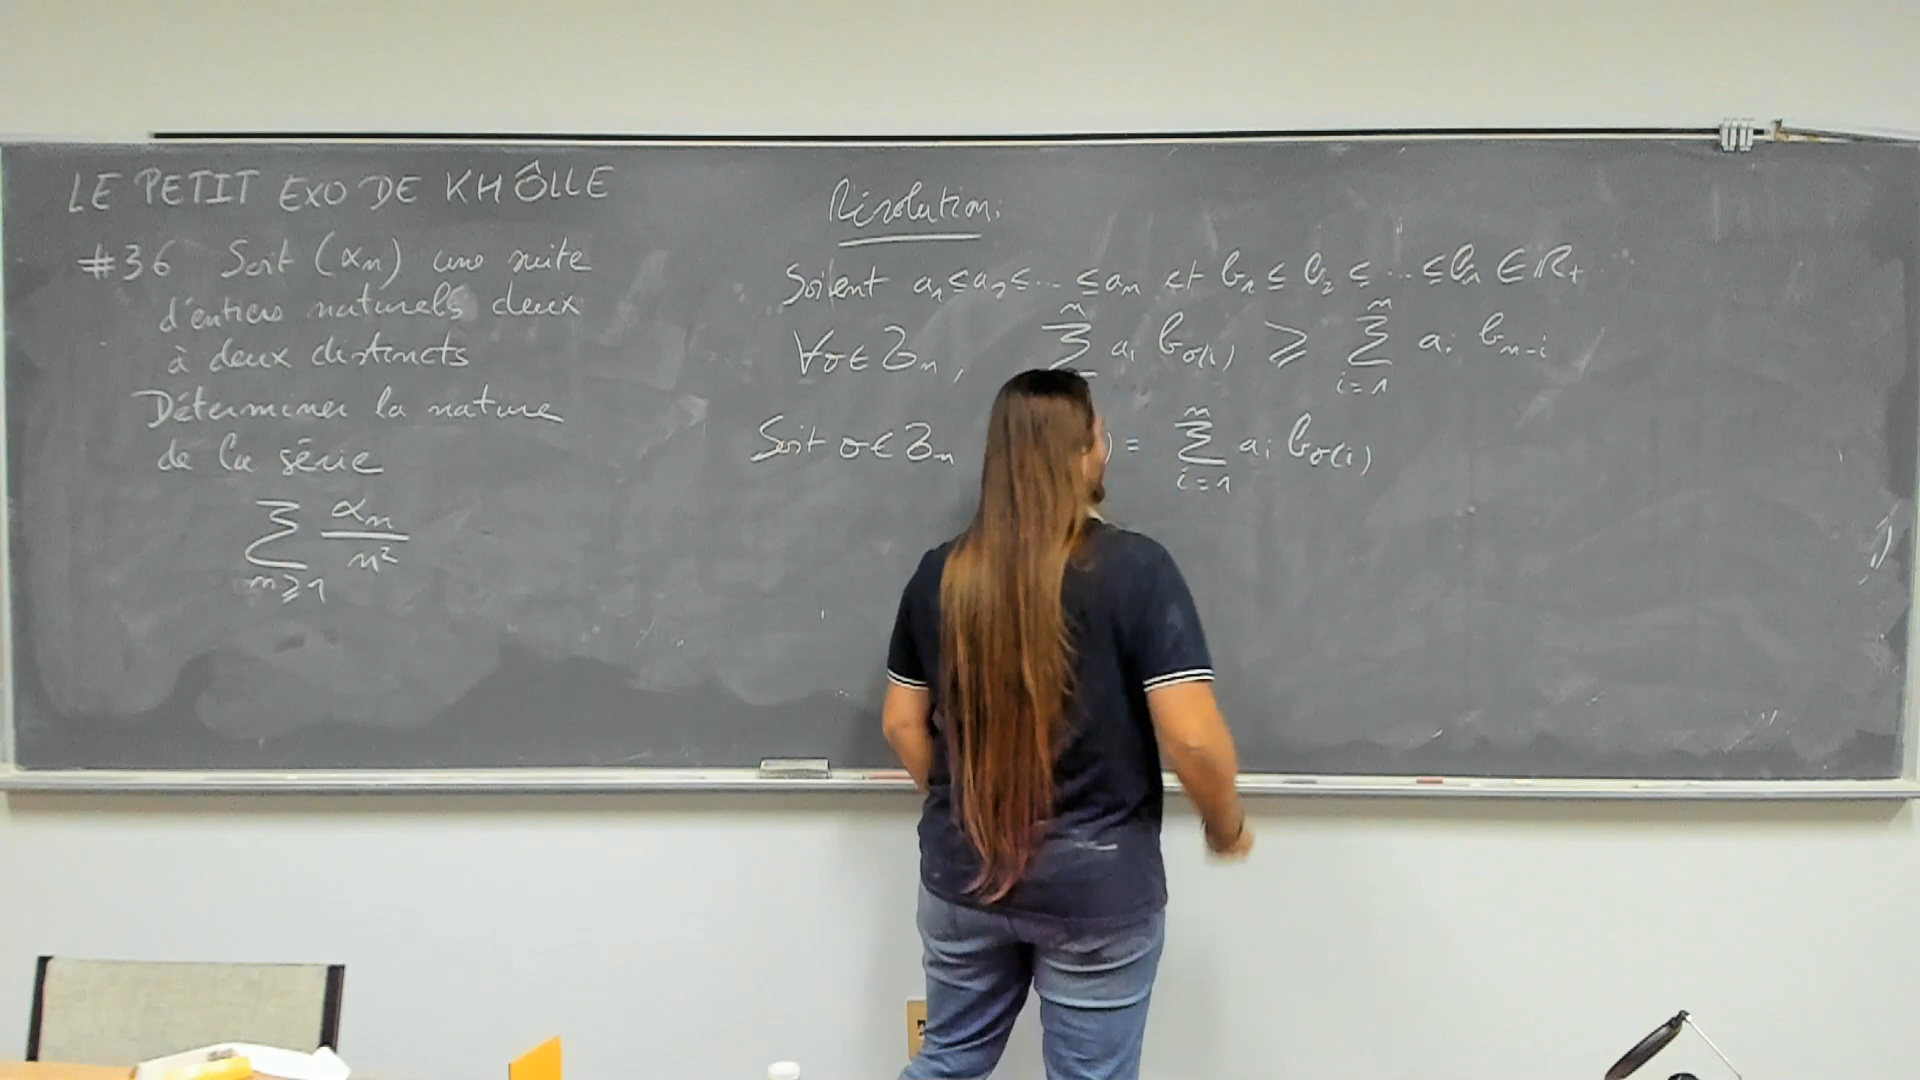 LE PETIT EXO DE KHÔLLE
#36 Soit (αn) une suite
d'entiers naturels deux
à deux distincts
Déterminer la nature
de la série
∑ αn/n²
n≥1
Résolution:
Soient a₁≤a₂≤...≤an et b₁≤b₂≤...≤bn ∈ ℝ₊
∀σ∈𝔖n, ∑ⁿ ai bσ(i) ≥ ∑ⁿ i=1 ai bn-i
Soit σ∈𝔖n ) = ∑ⁿ i=1 ai bσ(i)